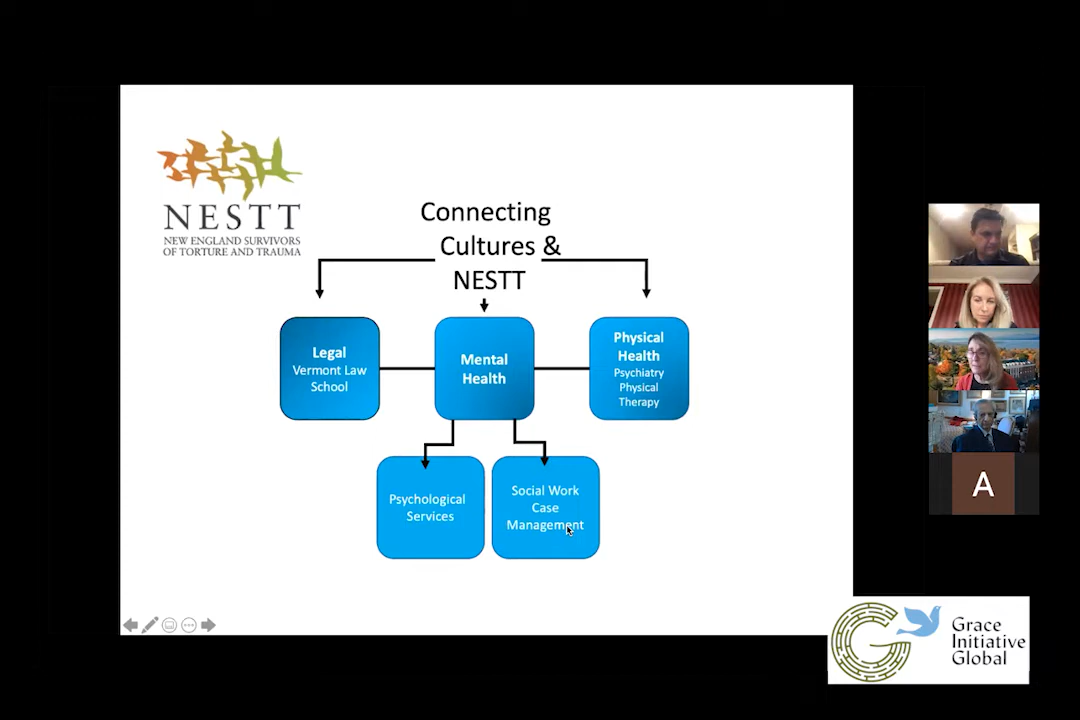 NESTT
NEW ENGLAND SURVIVORS
OF TORTURE AND TRAUMA
Connecting
Cultures &
NESTT
Legal
Vermont Law
School
Mental
Health
Physical
Health
Psychiatry
Physical
Therapy
Psychological
Services
Social Work
Case
Management
A
Grace
Initiative
Global